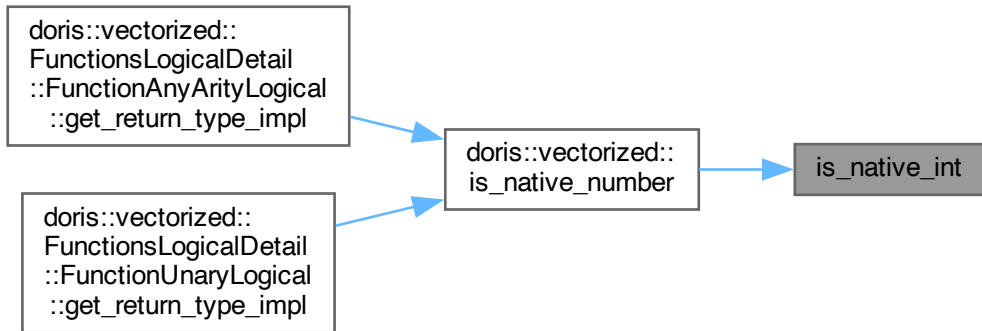 doris::vectorized::
FunctionsLogicalDetail
::FunctionAnyArityLogical
::get_return_type_impl
doris::vectorized::
is_native_number
is_native_int
doris::vectorized::
FunctionsLogicalDetail
::FunctionUnaryLogical
::get_return_type_impl